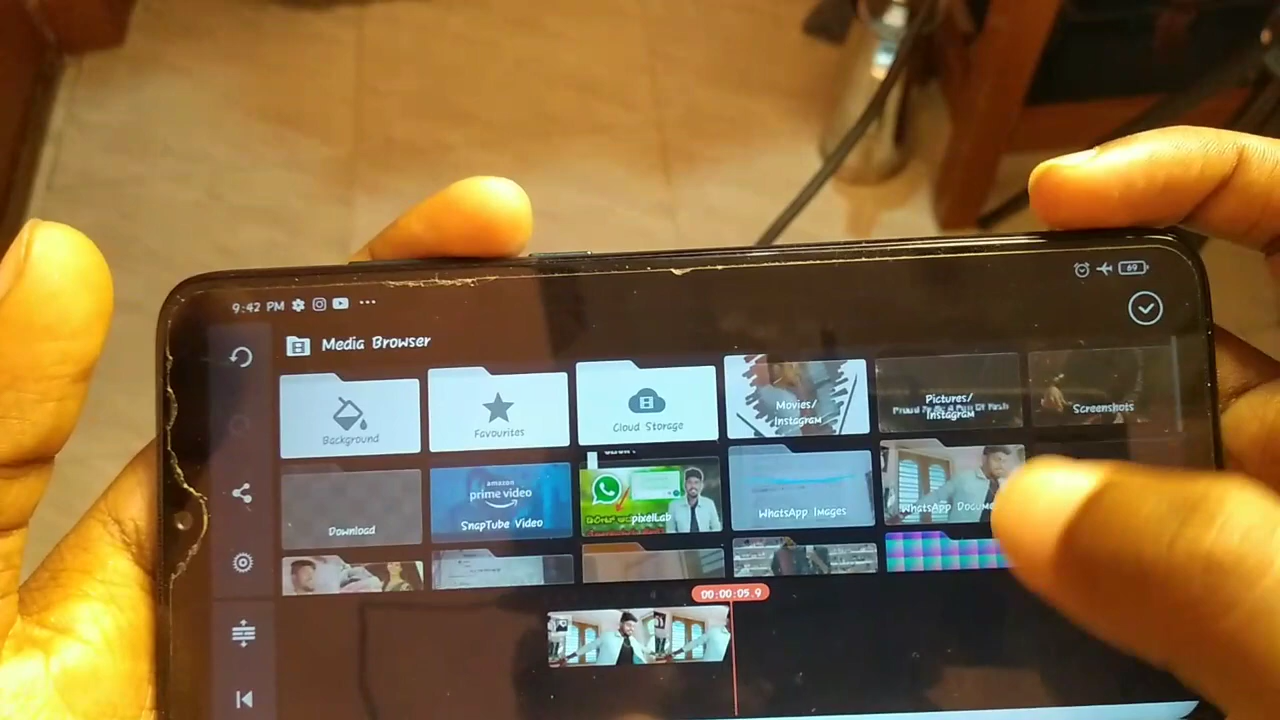 9:42 PM
69
Media Browser
Background
Favourites
Cloud Storage
Movies/
Instagram
Pictures/
Instagram
Screenshots
Download
amazon
prime video
SnapTube Video
pixelLab
WhatsApp Images
WhatsApp Docume
00:00:05.9